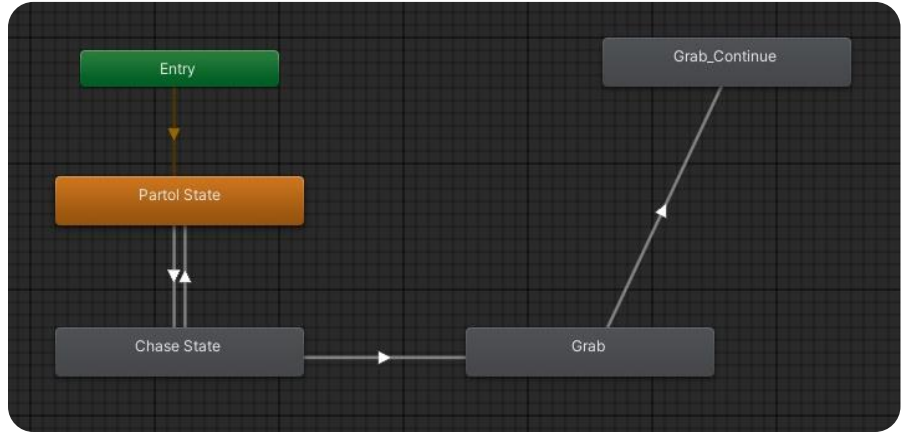 Entry
Grab_Continue
Partol State
Chase State
Grab